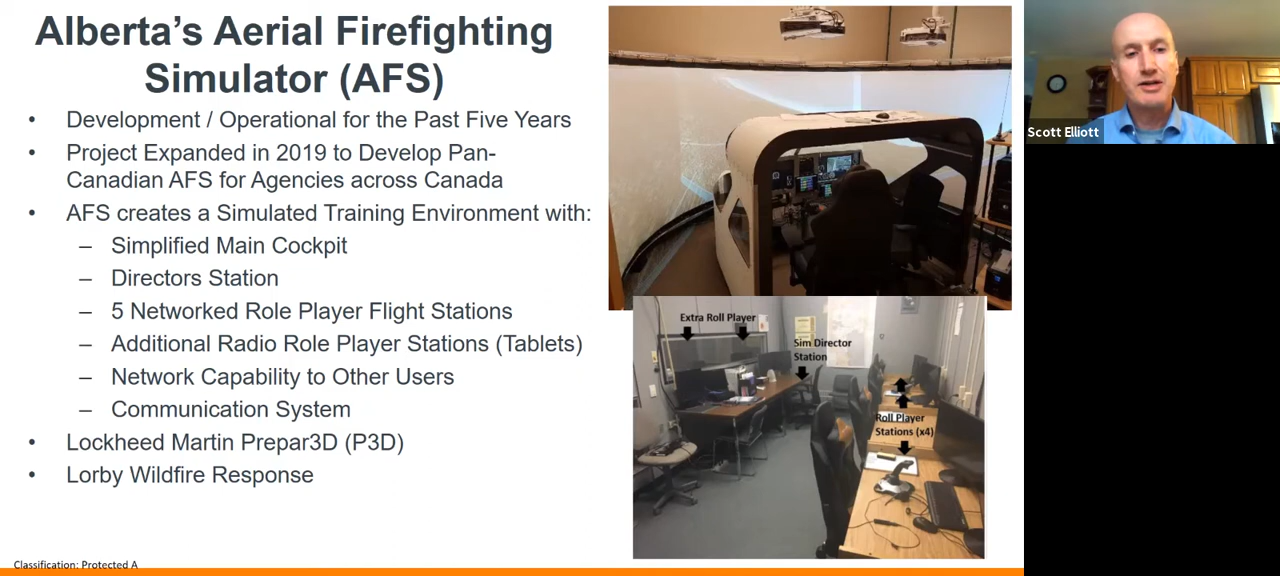 Alberta's Aerial Firefighting
Simulator (AFS)
• Development / Operational for the Past Five Years
• Project Expanded in 2019 to Develop Pan-
Canadian AFS for Agencies across Canada
• AFS creates a Simulated Training Environment with:
– Simplified Main Cockpit
– Directors Station
– 5 Networked Role Player Flight Stations
– Additional Radio Role Player Stations (Tablets)
– Network Capability to Other Users
– Communication System
• Lockheed Martin Prepar3D (P3D)
• Lorby Wildfire Response
Classification: Protected A
Extra Roll Player
Sim Director
Station
Roll Player
Stations (x4)
Scott Elliott